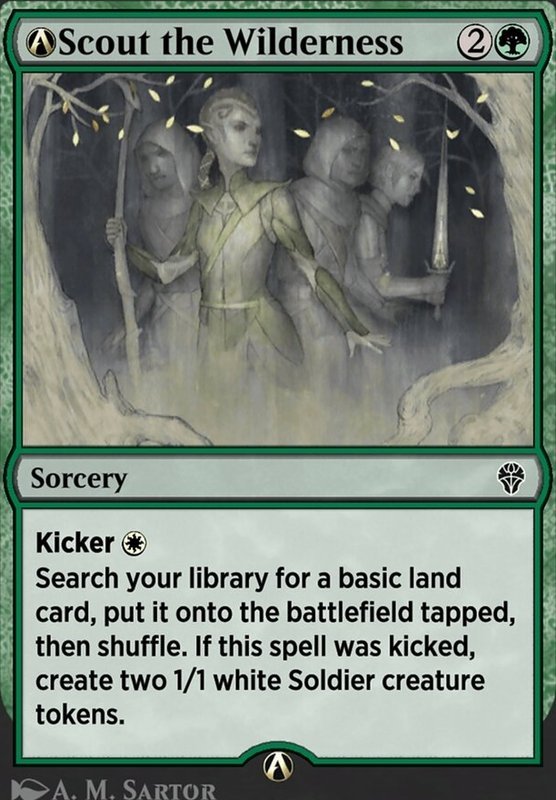 Scout the Wilderness 2
Sorcery
Kicker
Search your library for a basic land
card, put it onto the battlefield tapped,
then shuffle. If this spell was kicked,
create two 1/1 white Soldier creature
tokens.
A. M. Sartor